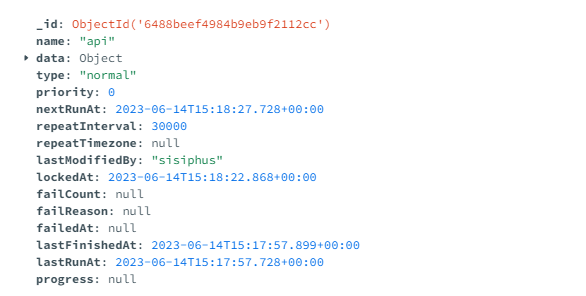 _id: ObjectId('6488beef4984b9eb9f2112cc')
name: "api"
data: Object
type: "normal"
priority: 0
nextRunAt: 2023-06-14T15:18:27.728+00:00
repeatInterval: 30000
repeatTimezone: null
lastModifiedBy: "sisiphus"
lockedAt: 2023-06-14T15:18:22.868+00:00
failCount: null
failReason: null
failedAt: null
lastFinishedAt: 2023-06-14T15:17:57.899+00:00
lastRunAt: 2023-06-14T15:17:57.728+00:00
progress: null